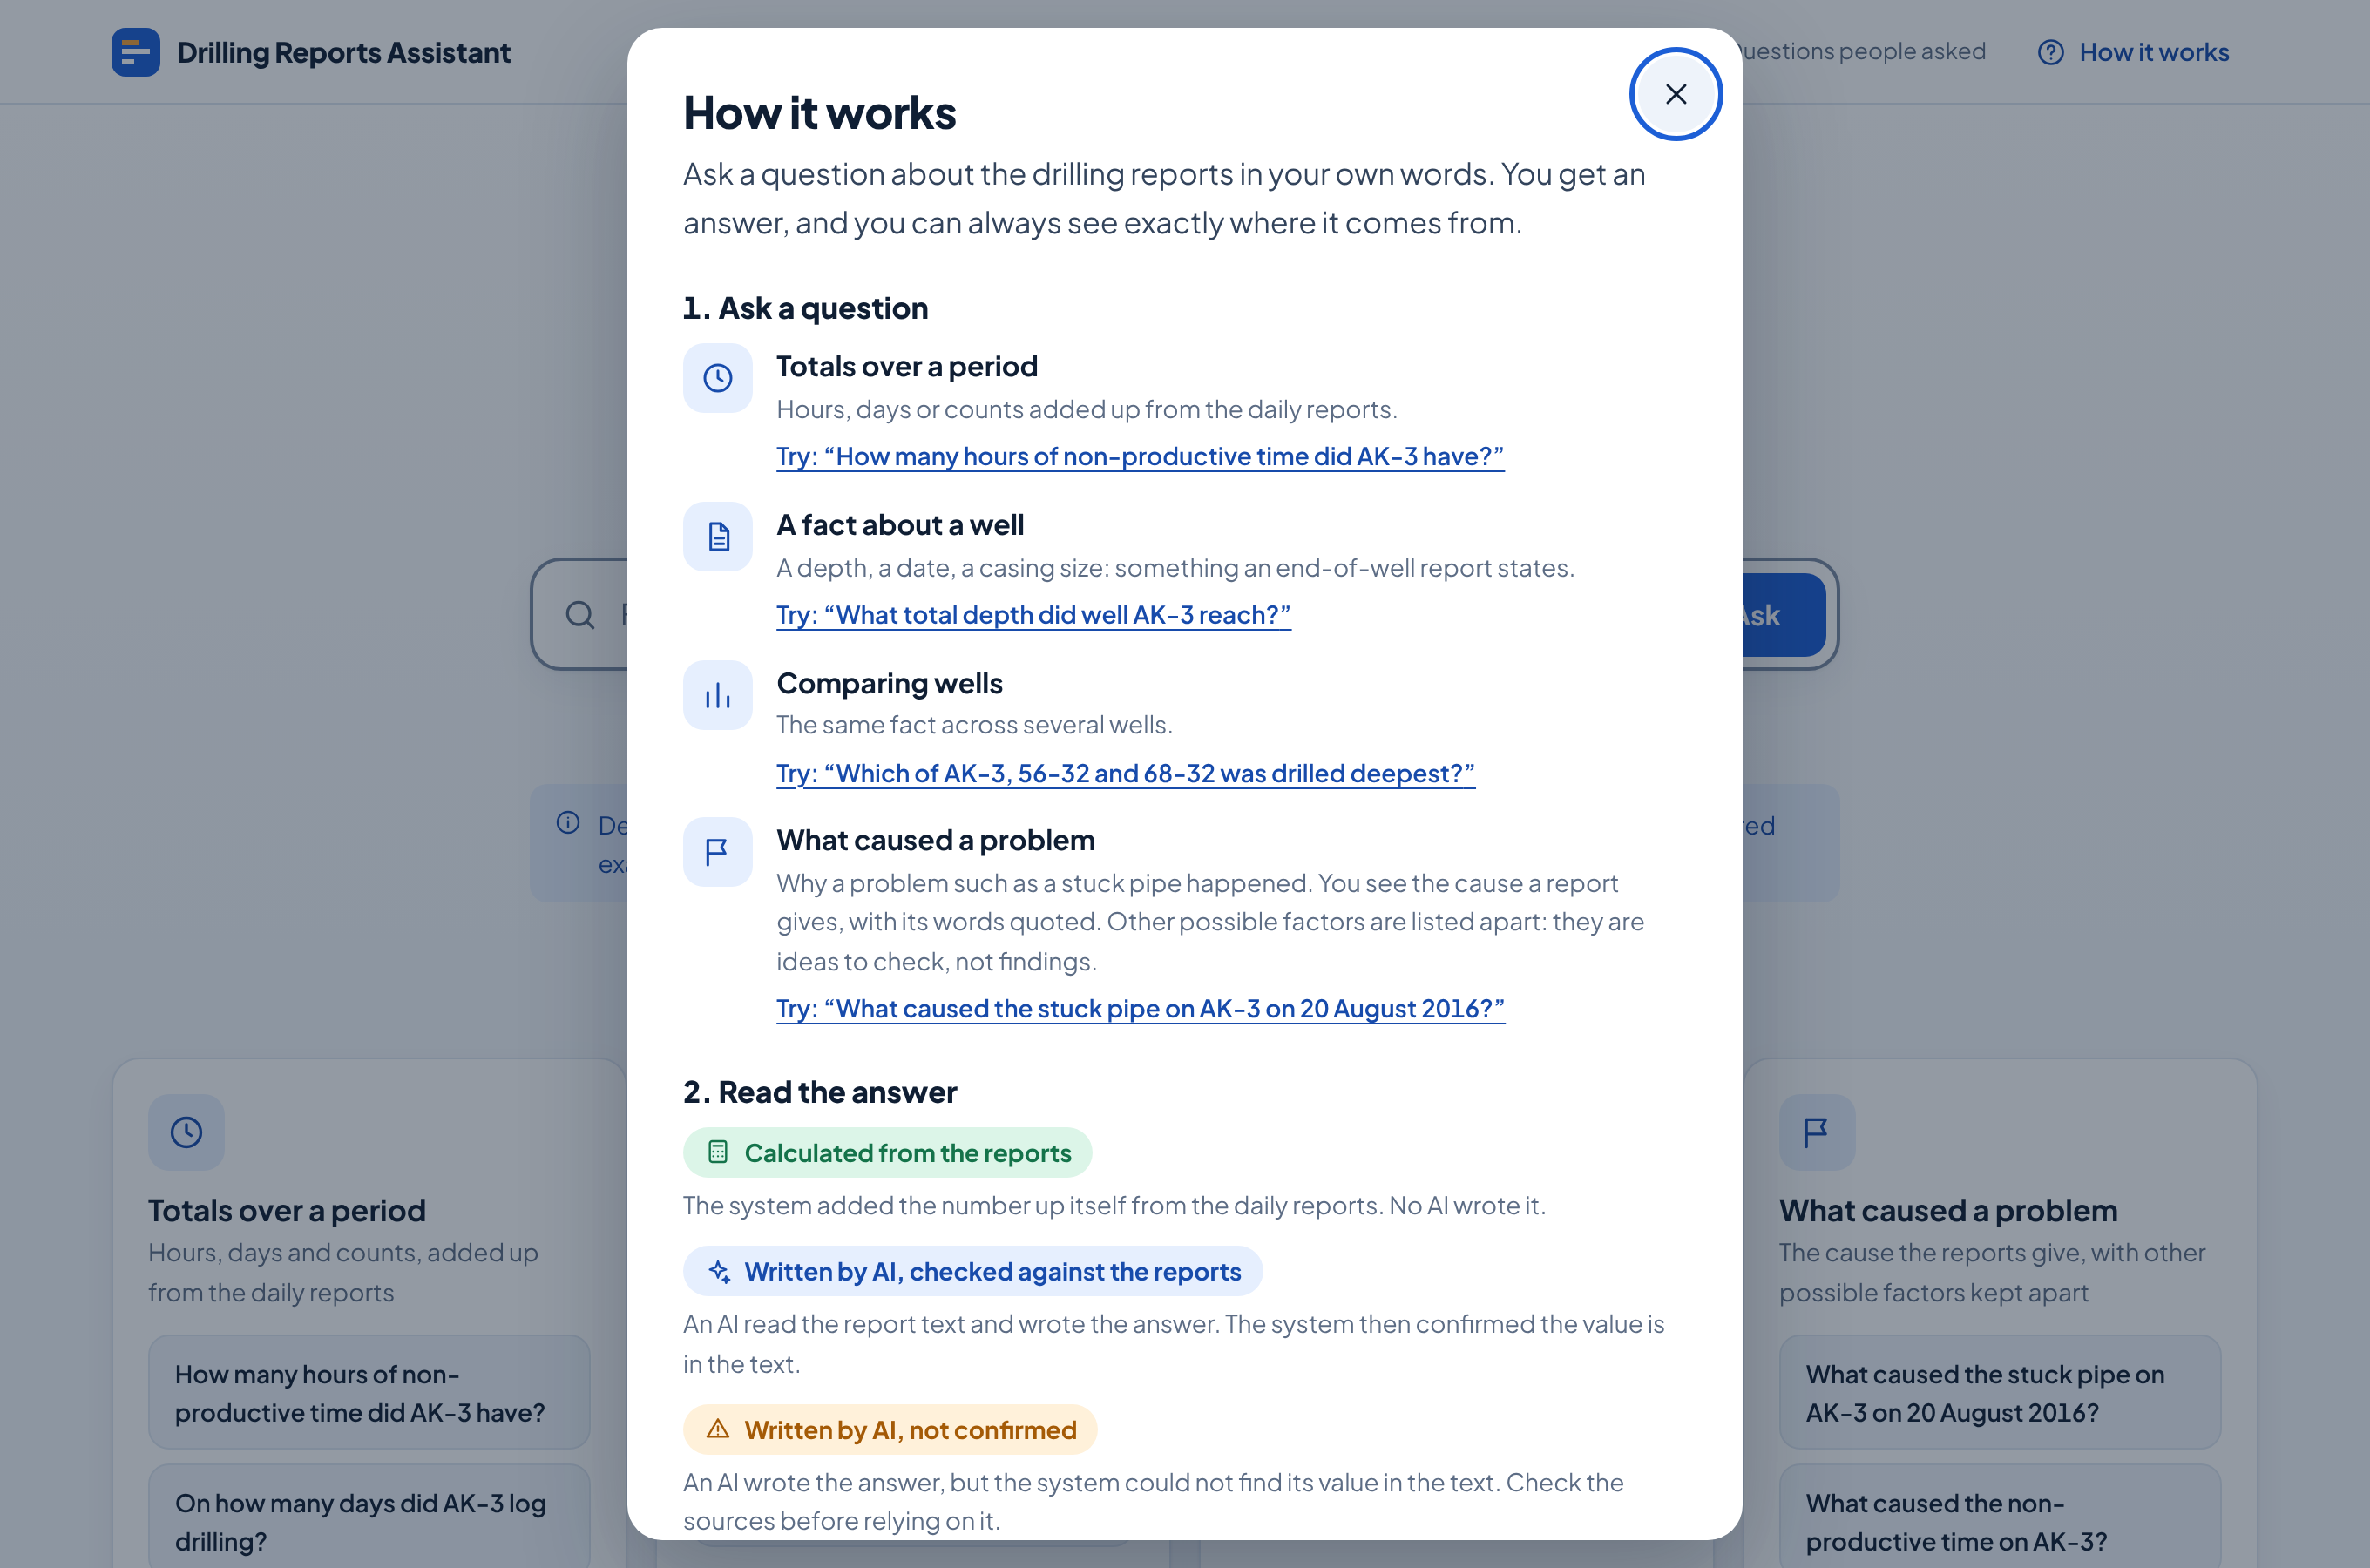 Drilling Reports Assistant
questions people asked
How it works
How it works
Ask a question about the drilling reports in your own words. You get an
answer, and you can always see exactly where it comes from.
1. Ask a question
Totals over a period
Hours, days or counts added up from the daily reports.
Try: “How many hours of non-productive time did AK-3 have?”
A fact about a well
A depth, a date, a casing size: something an end-of-well report states.
Try: “What total depth did well AK-3 reach?”
Comparing wells
The same fact across several wells.
Try: “Which of AK-3, 56-32 and 68-32 was drilled deepest?”
What caused a problem
Why a problem such as a stuck pipe happened. You see the cause a report
gives, with its words quoted. Other possible factors are listed apart: they are
ideas to check, not findings.
Try: “What caused the stuck pipe on AK-3 on 20 August 2016?”
2. Read the answer
Calculated from the reports
The system added the number up itself from the daily reports. No AI wrote it.
Written by AI, checked against the reports
An AI read the report text and wrote the answer. The system then confirmed the value is
in the text.
Written by AI, not confirmed
An AI wrote the answer, but the system could not find its value in the text. Check the
sources before relying on it.
Ask
Totals over a period
Hours, days and counts, added up
from the daily reports
How many hours of non-
productive time did AK-3 have?
On how many days did AK-3 log
drilling?
What caused a problem
The cause the reports give, with other
possible factors kept apart
What caused the stuck pipe on
AK-3 on 20 August 2016?
What caused the non-
productive time on AK-3?